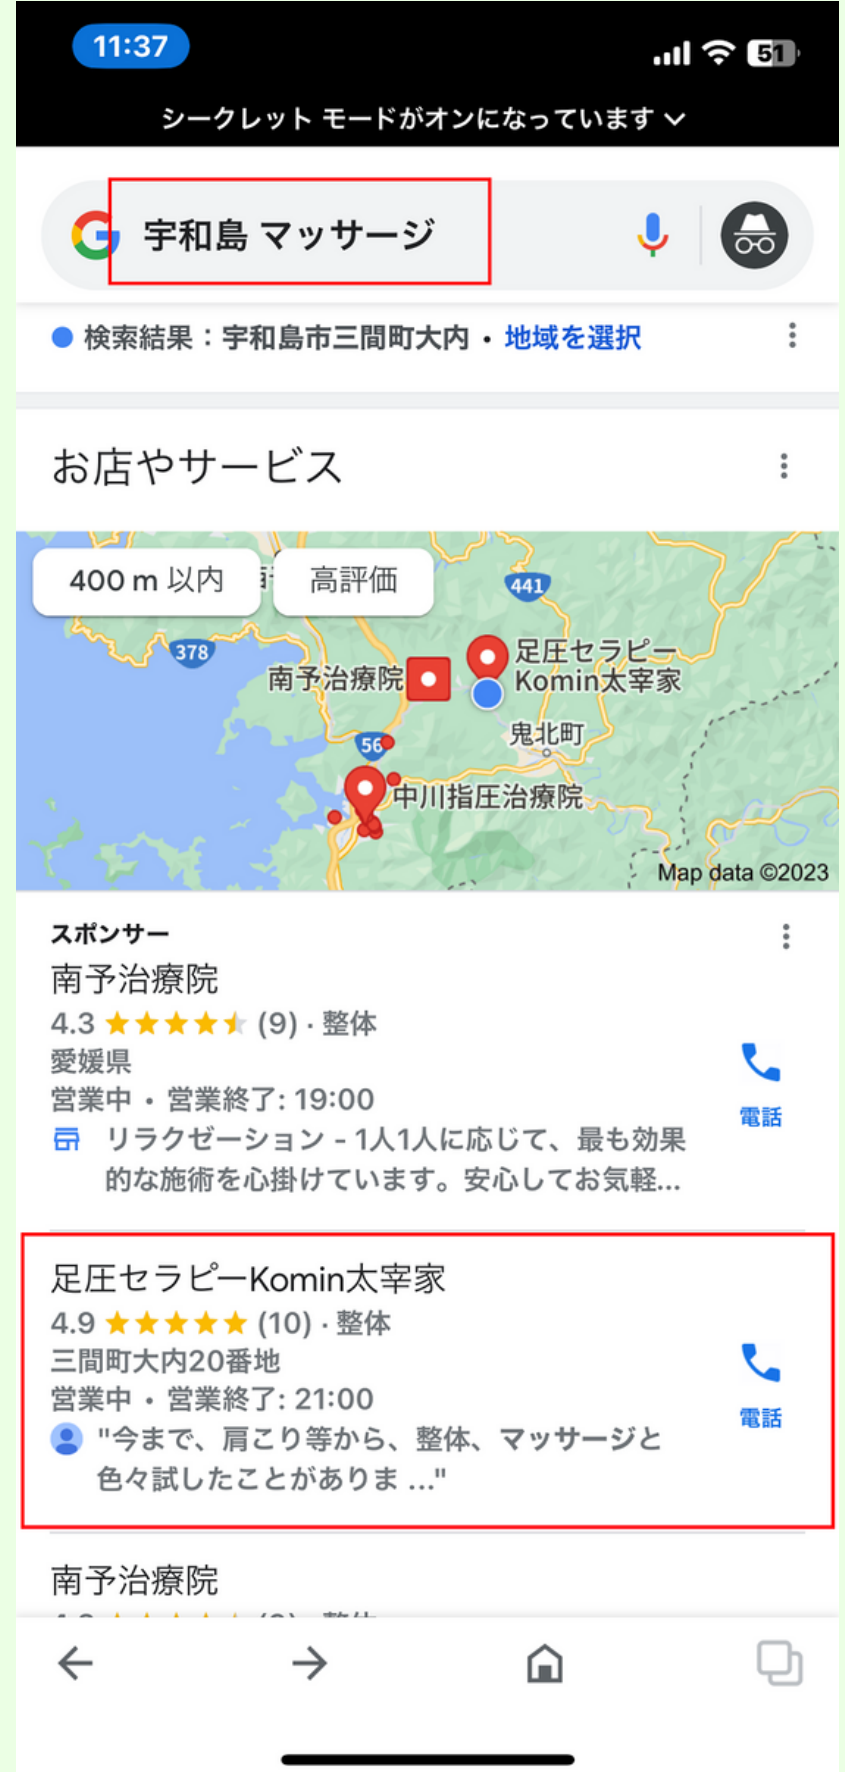 11:37
51
シークレット モードがオンになっています
宇和島 マッサージ
検索結果：宇和島市三間町大内・地域を選択
お店やサービス
400 m 以内
高評価
441
378
足圧セラピー
Komin太宰家
南予治療院
鬼北町
56
中川指圧治療院
Map data ©2023
スポンサー
南予治療院
4.3 ★★★★★ (9) · 整体
愛媛県
営業中・営業終了: 19:00
電話
リラクゼーション - 1人1人に応じて、最も効果
的な施術を心掛けています。安心してお気軽...
足圧セラピーKomin太宰家
4.9 ★★★★★ (10) · 整体
三間町大内20番地
営業中・営業終了: 21:00
電話
"今まで、肩こり等から、整体、マッサージと
色々試したことがありま ..."
南予治療院